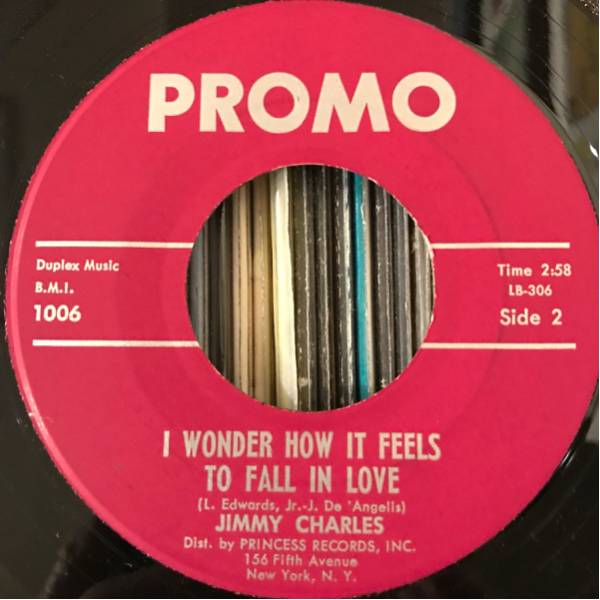 PROMO
Duplex Music
B.M.I.
1006
Time 2:58
LB-306
Side 2
I WONDER HOW IT FEELS
TO FALL IN LOVE
(L. Edwards, Jr.-J. De 'Angelis)
JIMMY CHARLES
Dist. by PRINCESS RECORDS, INC.
156 Fifth Avenue
New York, N. Y.